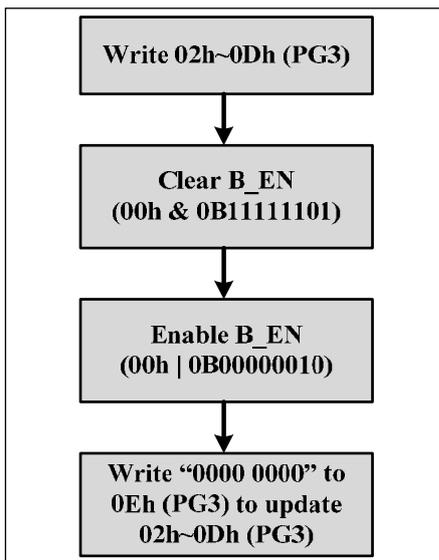 Write 02h~0Dh (PG3)
Clear B_EN
(00h & 0B11111101)
Enable B_EN
(00h | 0B00000010)
Write “0000 0000” to
0Eh (PG3) to update
02h~0Dh (PG3)